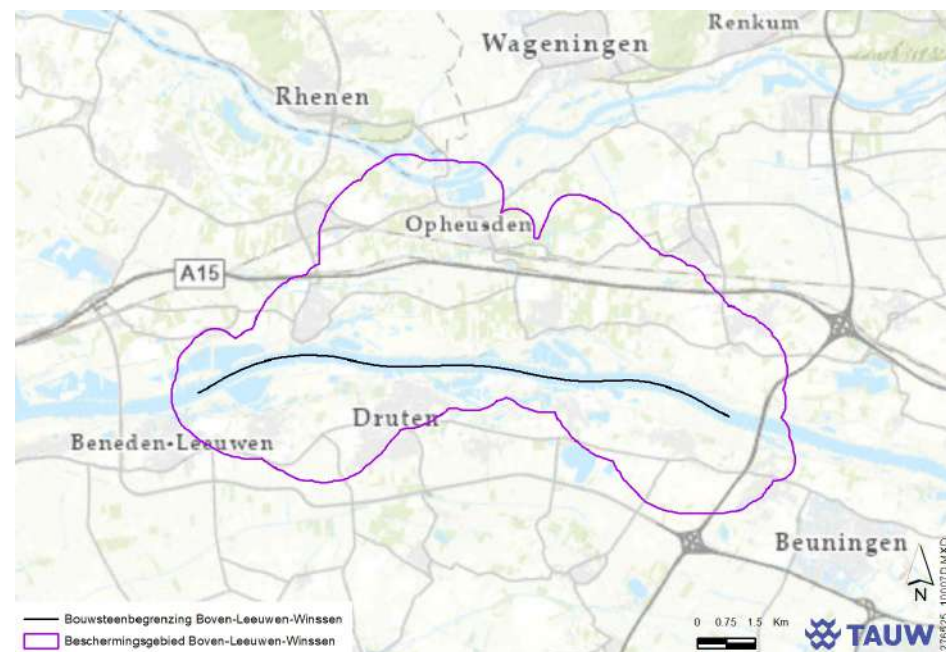 Renkum
Wageningen
Rhenen
Opheusden
A15
Druten
Beneden-Leeuwen
Beuningen
N
Bouwsteenbegrenzing Boven-Leeuwen-Winssen
Beschermingsgebied Boven-Leeuwen-Winssen
0 0.75 1.5 Km
TAUW